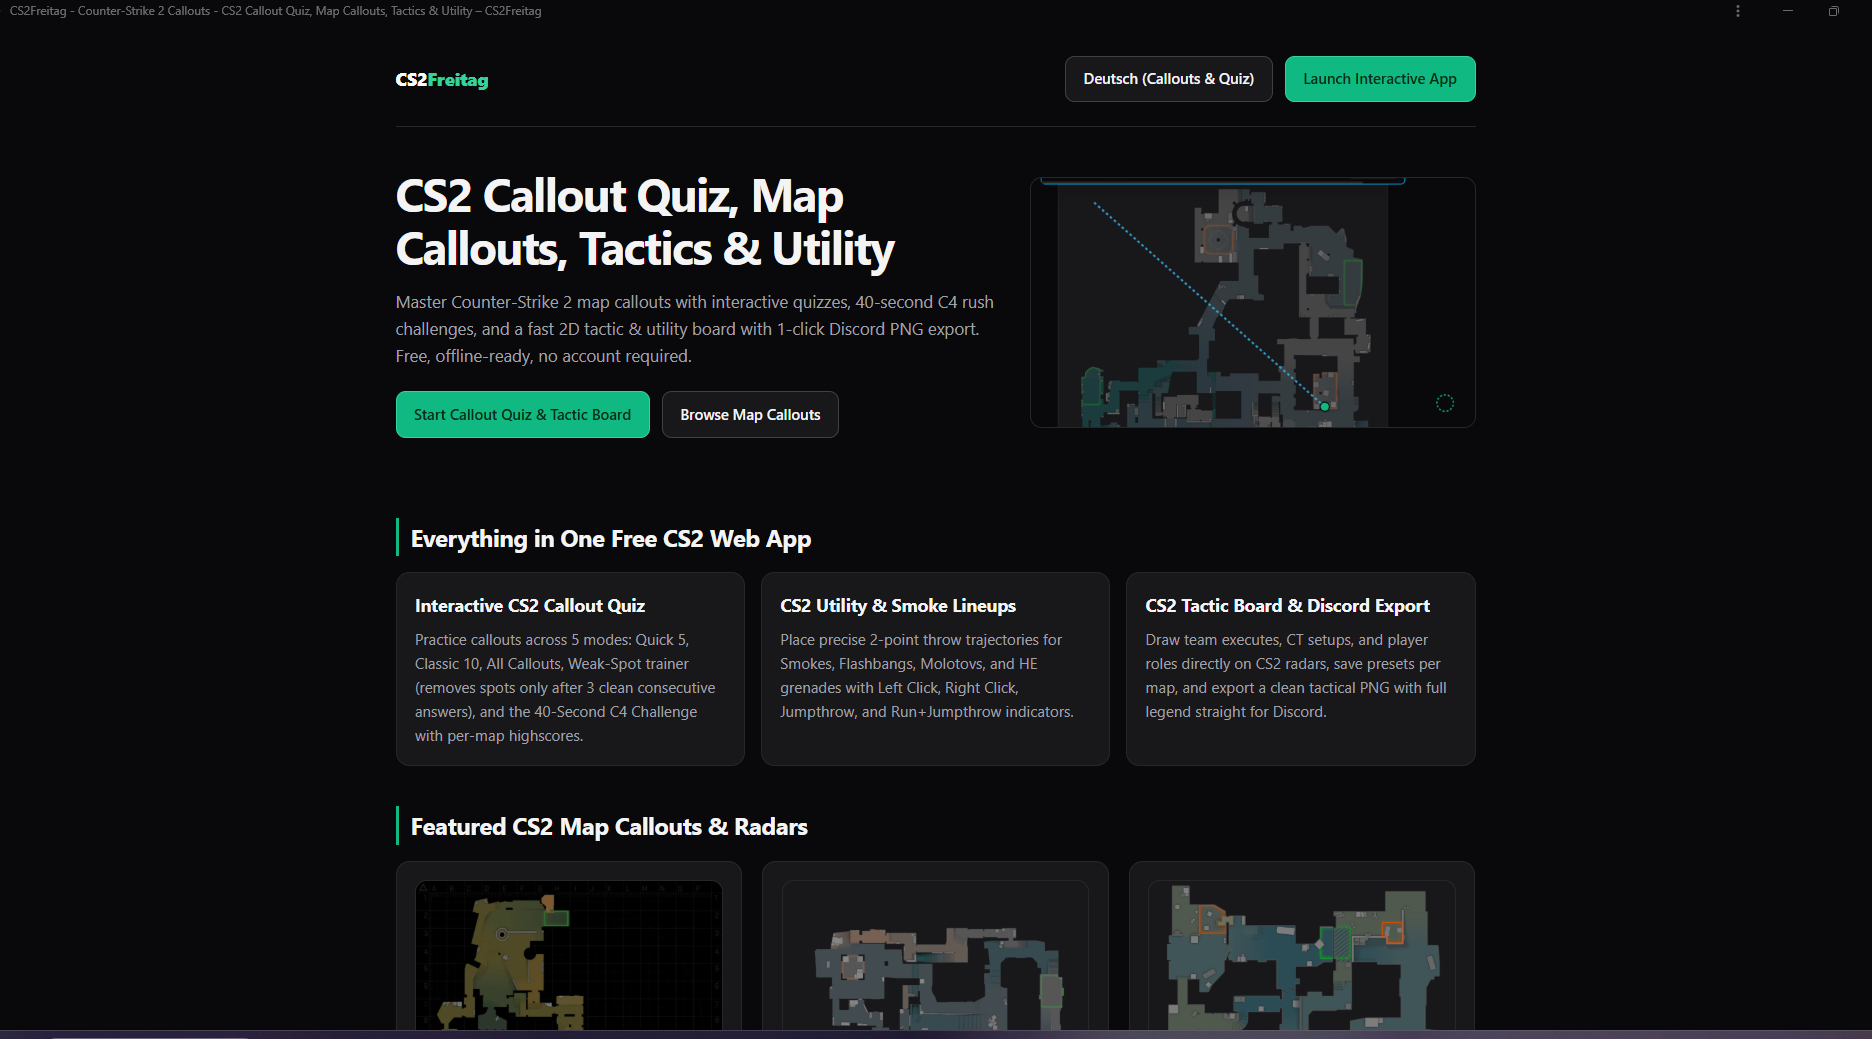 CS2Freitag - Counter-Strike 2 Callouts - CS2 Callout Quiz, Map Callouts, Tactics & Utility – CS2Freitag
CS2Freitag
Deutsch (Callouts & Quiz)
Launch Interactive App
CS2 Callout Quiz, Map
Callouts, Tactics & Utility
Master Counter-Strike 2 map callouts with interactive quizzes, 40-second C4 rush
challenges, and a fast 2D tactic & utility board with 1-click Discord PNG export.
Free, offline-ready, no account required.
Start Callout Quiz & Tactic Board
Browse Map Callouts
Everything in One Free CS2 Web App
Interactive CS2 Callout Quiz
Practice callouts across 5 modes: Quick 5,
Classic 10, All Callouts, Weak-Spot trainer
(removes spots only after 3 clean consecutive
answers), and the 40-Second C4 Challenge
with per-map highscores.
CS2 Utility & Smoke Lineups
Place precise 2-point throw trajectories for
Smokes, Flashbangs, Molotovs, and HE
grenades with Left Click, Right Click,
Jumpthrow, and Run+Jumpthrow indicators.
CS2 Tactic Board & Discord Export
Draw team executes, CT setups, and player
roles directly on CS2 radars, save presets per
map, and export a clean tactical PNG with full
legend straight for Discord.
Featured CS2 Map Callouts & Radars